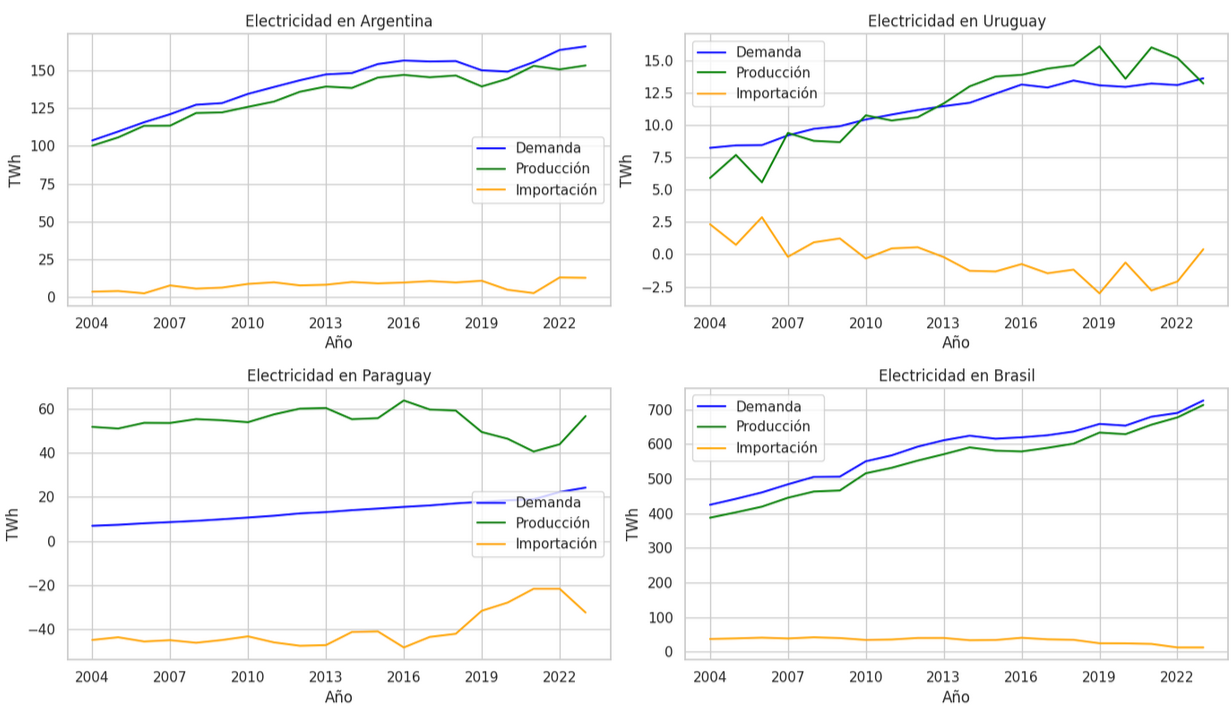 Electricidad en Argentina
TWh
150
125
100
75
50
25
0
Demanda
Producción
Importación
2004 2007 2010 2013 2016 2019 2022
Año
Electricidad en Uruguay
TWh
15.0
12.5
10.0
7.5
5.0
2.5
0.0
−2.5
Demanda
Producción
Importación
2004 2007 2010 2013 2016 2019 2022
Año
Electricidad en Paraguay
TWh
60
40
20
0
−20
−40
Demanda
Producción
Importación
2004 2007 2010 2013 2016 2019 2022
Año
Electricidad en Brasil
TWh
700
600
500
400
300
200
100
0
Demanda
Producción
Importación
2004 2007 2010 2013 2016 2019 2022
Año